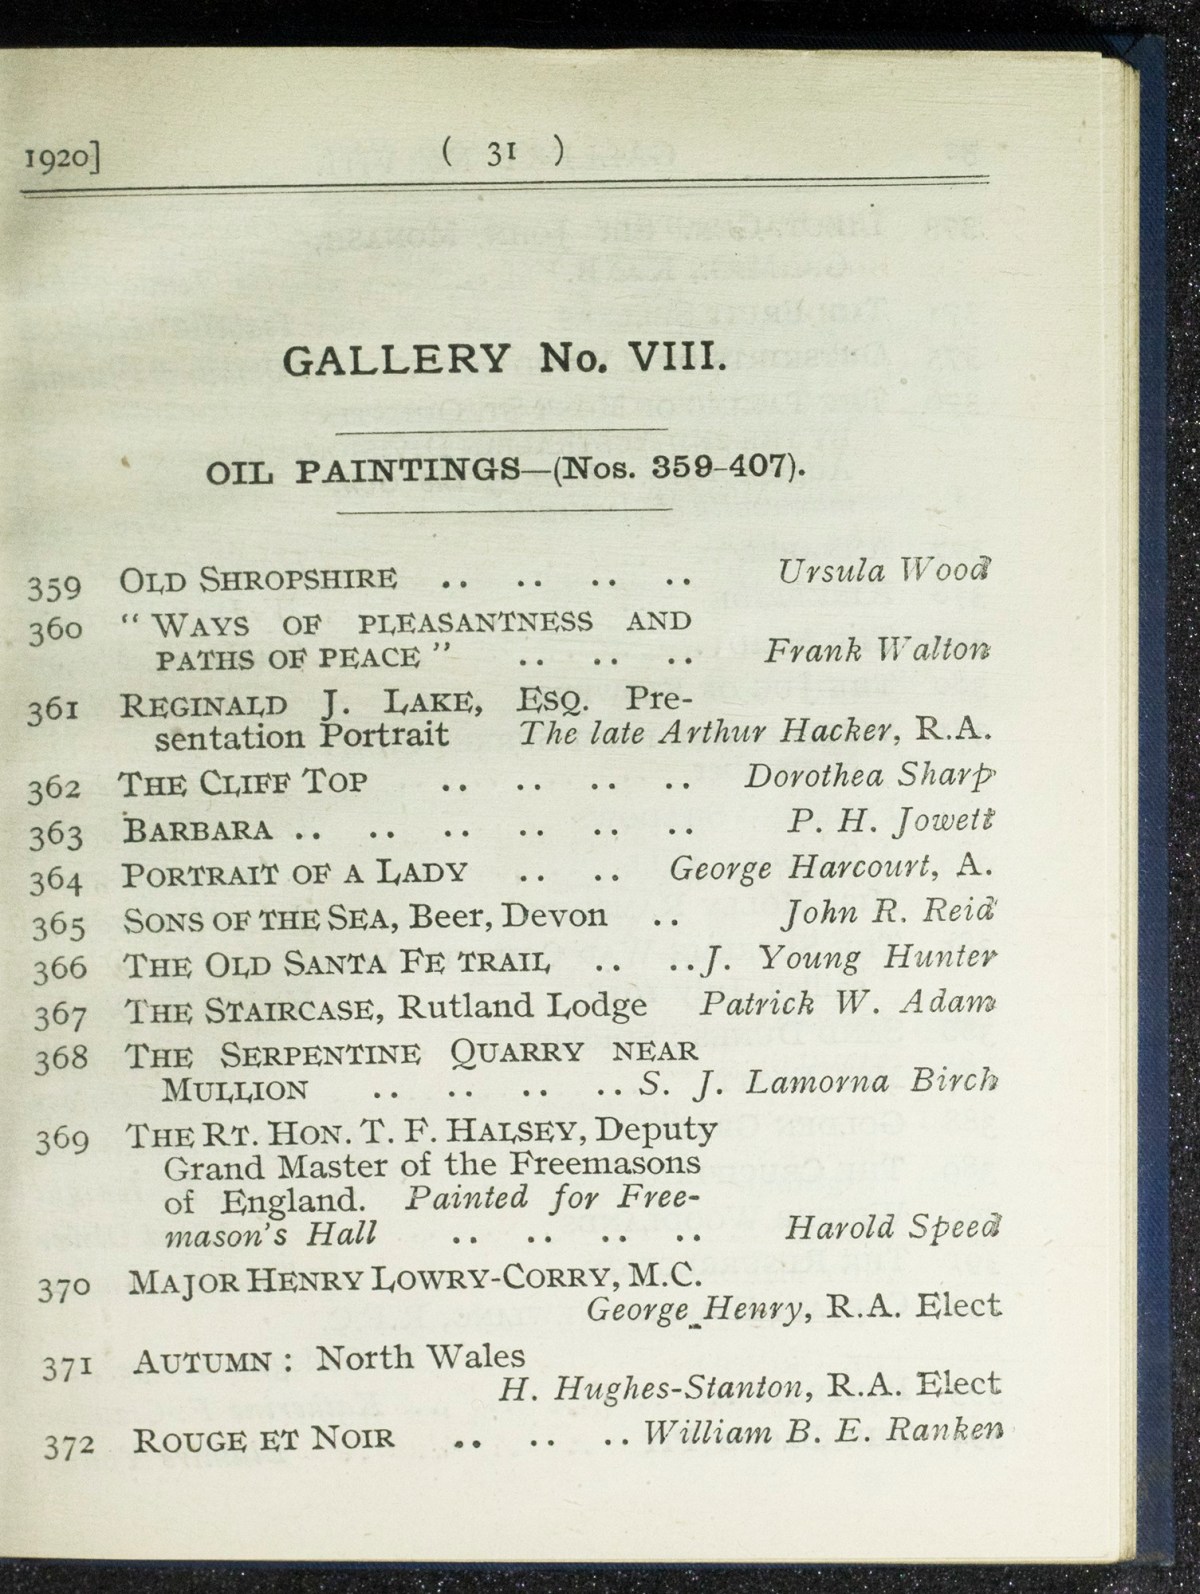 1920] ( 31 )
GALLERY No. VIII.
OIL PAINTINGS—(Nos. 359-407).
359 OLD SHROPSHIRE .. .. .. .. Ursula Wood
360 “ WAYS OF PLEASANTNESS AND
PATHS OF PEACE ” .. .. .. Frank Walton
361 REGINALD J. LAKE, ESQ. Pre-
sentation Portrait The late Arthur Hacker, R.A.
362 THE CLIFF TOP .. .. .. .. Dorothea Sharp
363 BARBARA .. .. .. .. .. .. P. H. Jowett
364 PORTRAIT OF A LADY .. .. George Harcourt, A.
365 SONS OF THE SEA, Beer, Devon .. John R. Reid
366 THE OLD SANTA FE TRAIL .. .. J. Young Hunter
367 THE STAIRCASE, Rutland Lodge Patrick W. Adam
368 THE SERPENTINE QUARRY NEAR
MULLION .. .. .. .. S. J. Lamorna Birch
369 THE RT. HON. T. F. HALSEY, Deputy
Grand Master of the Freemasons
of England. Painted for Free-
mason's Hall .. .. .. .. Harold Speed
370 MAJOR HENRY LOWRY-CORRY, M.C.
George Henry, R.A. Elect
371 AUTUMN : North Wales
H. Hughes-Stanton, R.A. Elect
372 ROUGE ET NOIR .. .. .. William B. E. Ranken